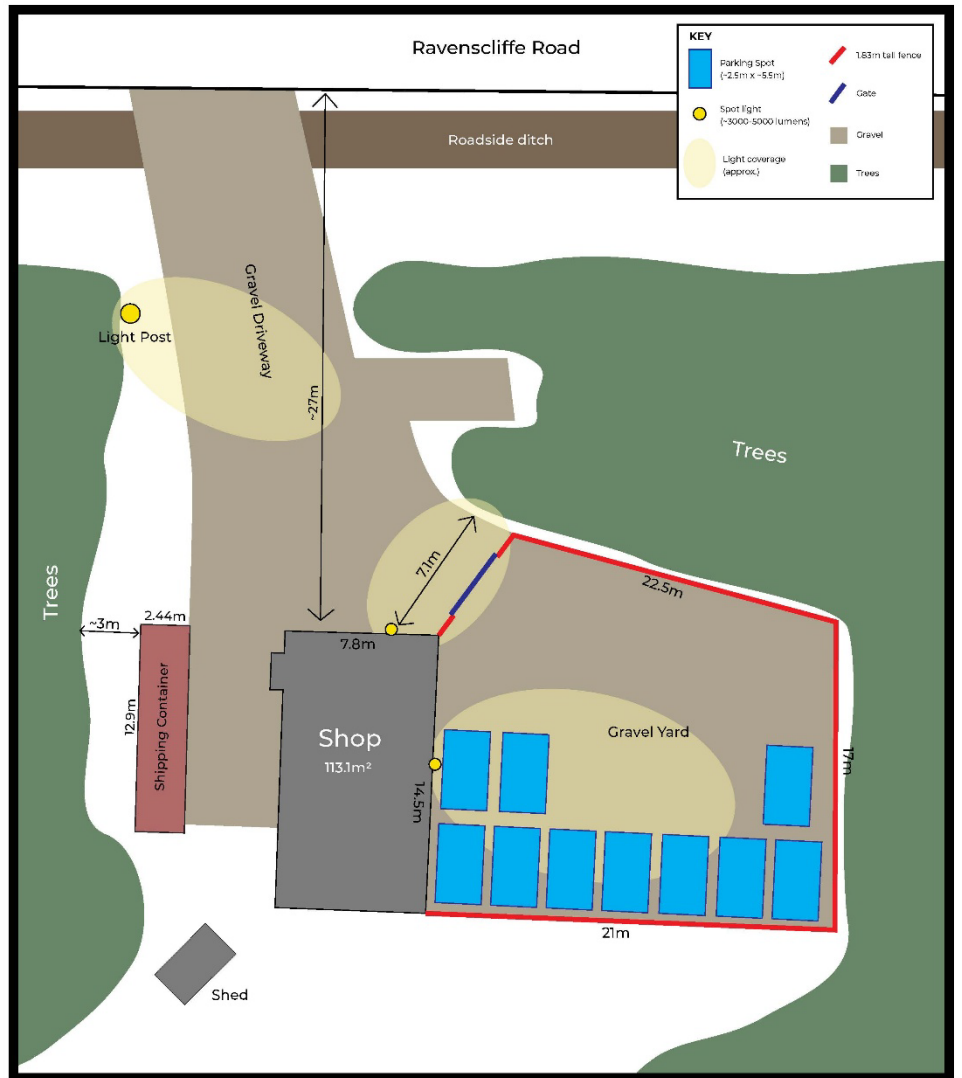 Ravenscliffe Road
KEY
Parking Spot
(~2.5m x ~5.5m)
Spot light
(~3000-5000 lumens)
Light coverage
(approx.)
1.83m tall fence
Gate
Gravel
Trees
Roadside ditch
Gravel Driveway
Light Post
~27m
Trees
7.1m
22.5m
Trees
~3m
2.44m
7.8m
12.9m
Shipping Container
Shop
113.1m²
14.5m
Gravel Yard
17m
21m
Shed